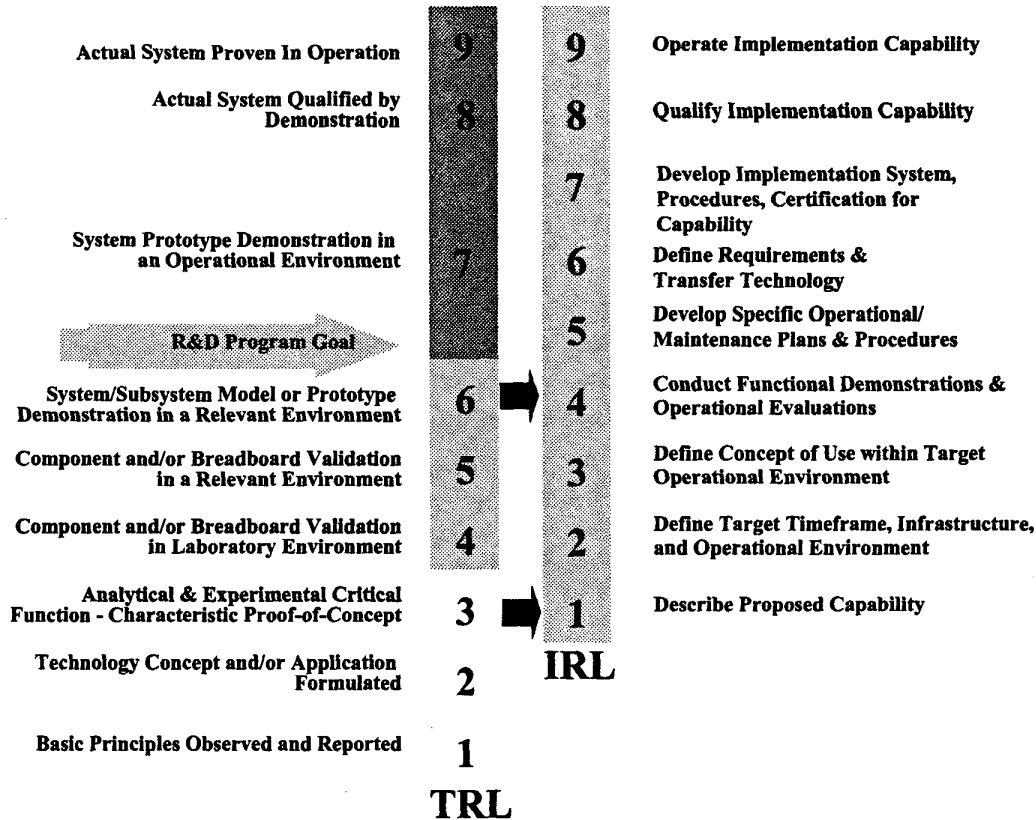 Actual System Proven In Operation
9
Actual System Qualified by
Demonstration
8
System Prototype Demonstration in
an Operational Environment
7
R&D Program Goal
System/Subsystem Model or Prototype
Demonstration in a Relevant Environment
6
Component and/or Breadboard Validation
in a Relevant Environment
5
Component and/or Breadboard Validation
in Laboratory Environment
4
Analytical & Experimental Critical
Function - Characteristic Proof-of-Concept
3
Technology Concept and/or Application
Formulated
2
Basic Principles Observed and Reported
1
TRL
9
Operate Implementation Capability
8
Qualify Implementation Capability
7
Develop Implementation System,
Procedures, Certification for
Capability
6
Define Requirements &
Transfer Technology
5
Develop Specific Operational/
Maintenance Plans & Procedures
4
Conduct Functional Demonstrations &
Operational Evaluations
3
Define Concept of Use within Target
Operational Environment
2
Define Target Timeframe, Infrastructure,
and Operational Environment
1
Describe Proposed Capability
IRL